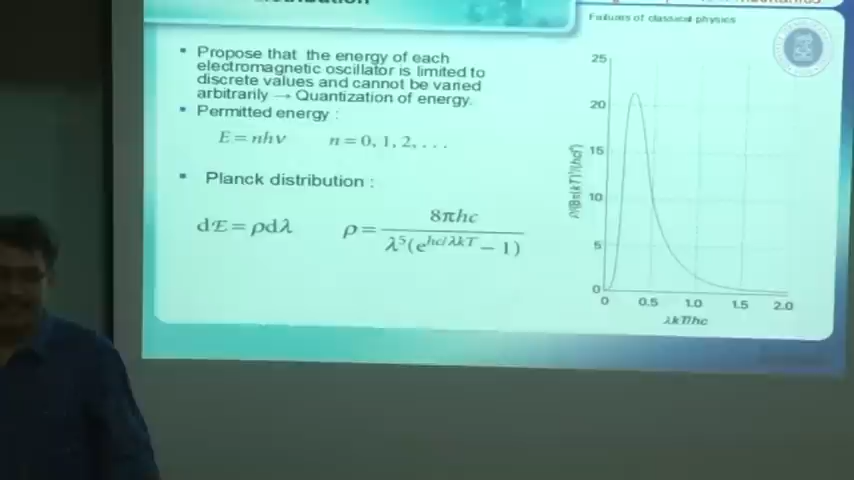 Failures of classical physics
▪ Propose that the energy of each
electromagnetic oscillator is limited to
discrete values and cannot be varied
arbitrarily → Quantization of energy.
▪ Permitted energy :
E = nhν n = 0, 1, 2, . . .
▪ Planck distribution :
dE = ρdλ ρ = 8πhc / λ⁵(e^hc/λkT − 1)
25
20
15
10
5
0
0 0.5 1.0 1.5 2.0
λkT/hc